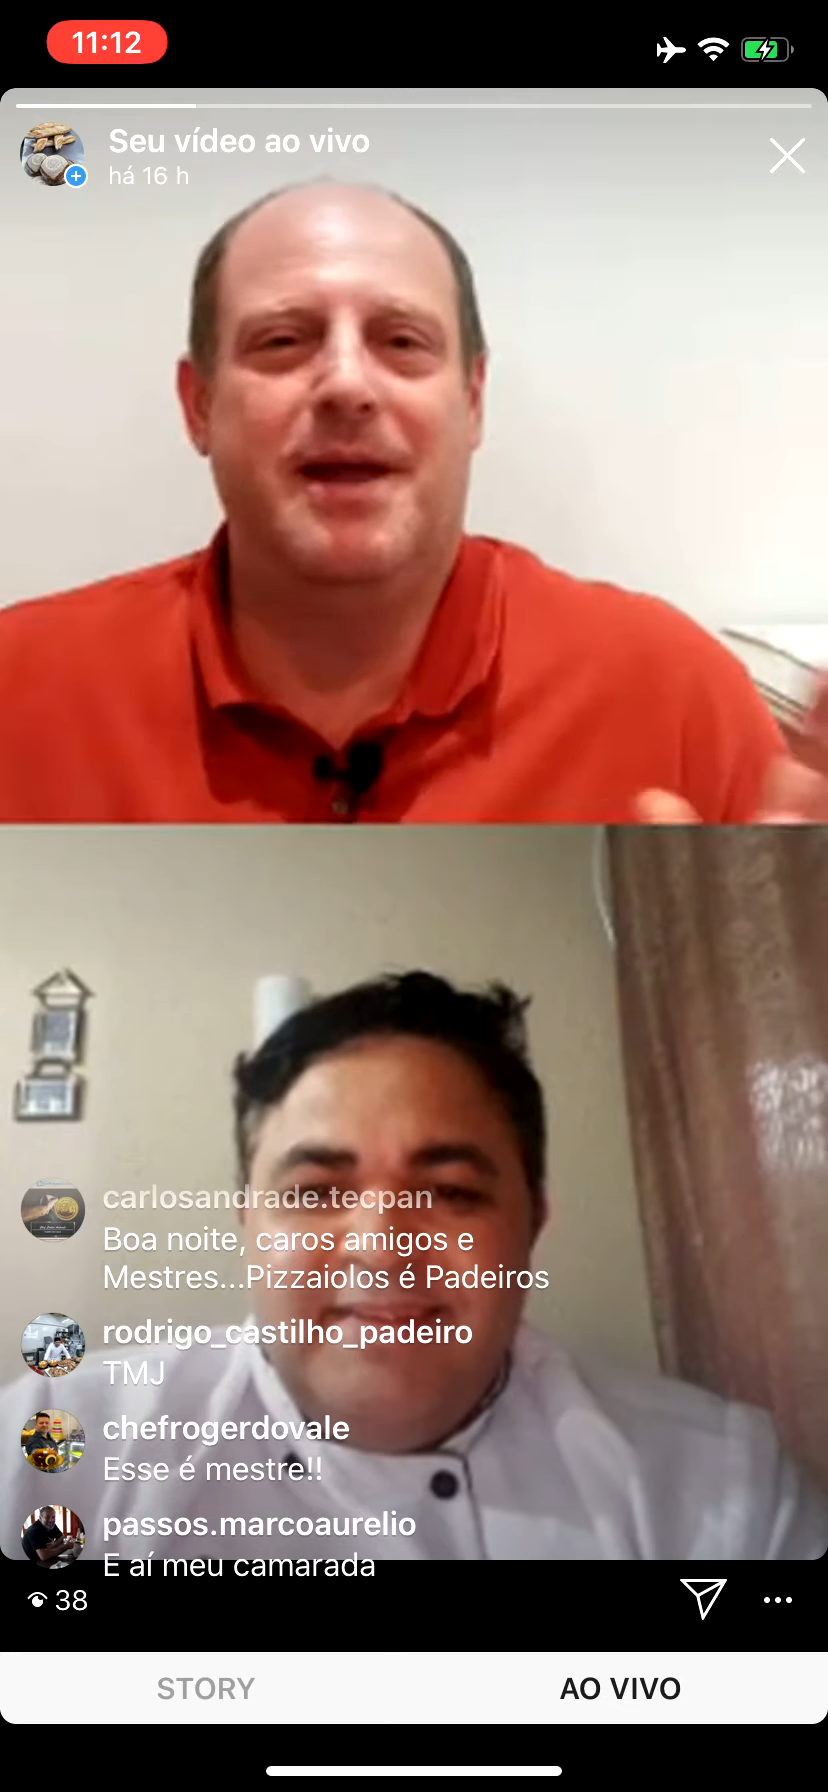 11:12
Seu vídeo ao vivo
há 16 h
carlosandrade.tecpan
Boa noite, caros amigos e
Mestres...Pizzaiolos é Padeiros
rodrigo_castilho_padeiro
TMJ
chefrogerdovale
Esse é mestre!!
passos.marcoaurelio
E aí meu camarada
38
STORY
AO VIVO